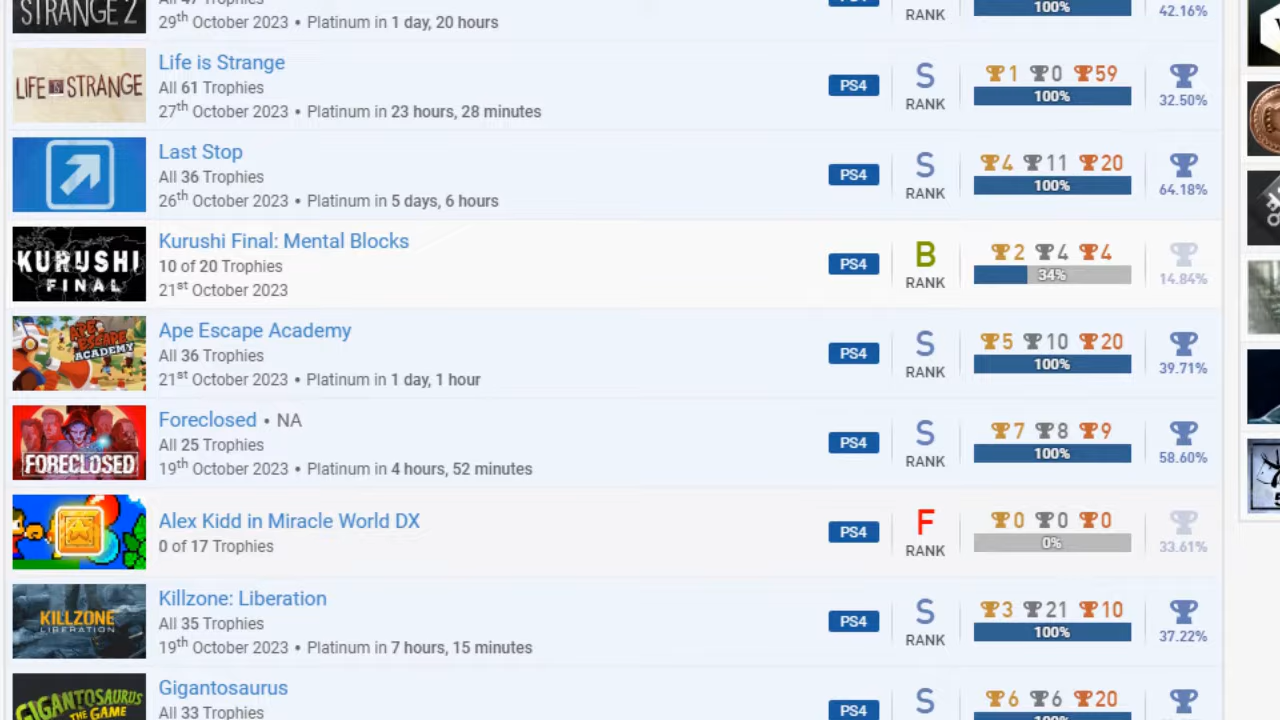 STRANGE 2
29th October 2023 • Platinum in 1 day, 20 hours
RANK
100%
42.16%
LIFE IS STRANGE
Life is Strange
All 61 Trophies
27th October 2023 • Platinum in 23 hours, 28 minutes
PS4
S
RANK
1 0 59
100%
32.50%
Last Stop
All 36 Trophies
26th October 2023 • Platinum in 5 days, 6 hours
PS4
S
RANK
4 11 20
100%
64.18%
KURUSHI
FINAL
Kurushi Final: Mental Blocks
10 of 20 Trophies
21st October 2023
PS4
B
RANK
2 4 4
34%
14.84%
APE ESCAPE
ACADEMY
Ape Escape Academy
All 36 Trophies
21st October 2023 • Platinum in 1 day, 1 hour
PS4
S
RANK
5 10 20
100%
39.71%
FORECLOSED
Foreclosed • NA
All 25 Trophies
19th October 2023 • Platinum in 4 hours, 52 minutes
PS4
S
RANK
7 8 9
100%
58.60%
Alex Kidd in Miracle World DX
0 of 17 Trophies
PS4
F
RANK
0 0 0
0%
33.61%
KILLZONE
LIBERATION
Killzone: Liberation
All 35 Trophies
19th October 2023 • Platinum in 7 hours, 15 minutes
PS4
S
RANK
3 21 10
100%
37.22%
GIGANTOSAURUS
THE GAME
Gigantosaurus
All 33 Trophies
PS4
S
6 6 20
100%